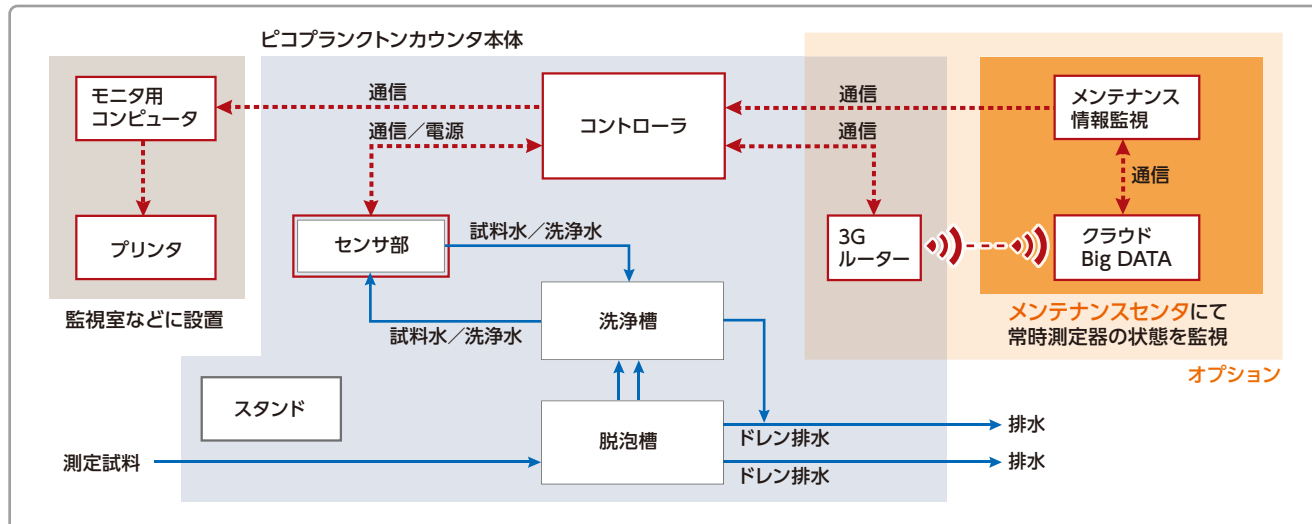 ピコプランクトンカウンタ本体
モニタ用
コンピュータ
通信
通信／電源
コントローラ
通信
通信
メンテナンス
情報監視
通信
プリンタ
センサ部
試料水／洗浄水
3G
ルーター
クラウド
Big DATA
監視室などに設置
試料水／洗浄水
洗浄槽
メンテナンスセンタにて
常時測定器の状態を監視
オプション
スタンド
脱泡槽
ドレン排水
排水
測定試料
ドレン排水
排水